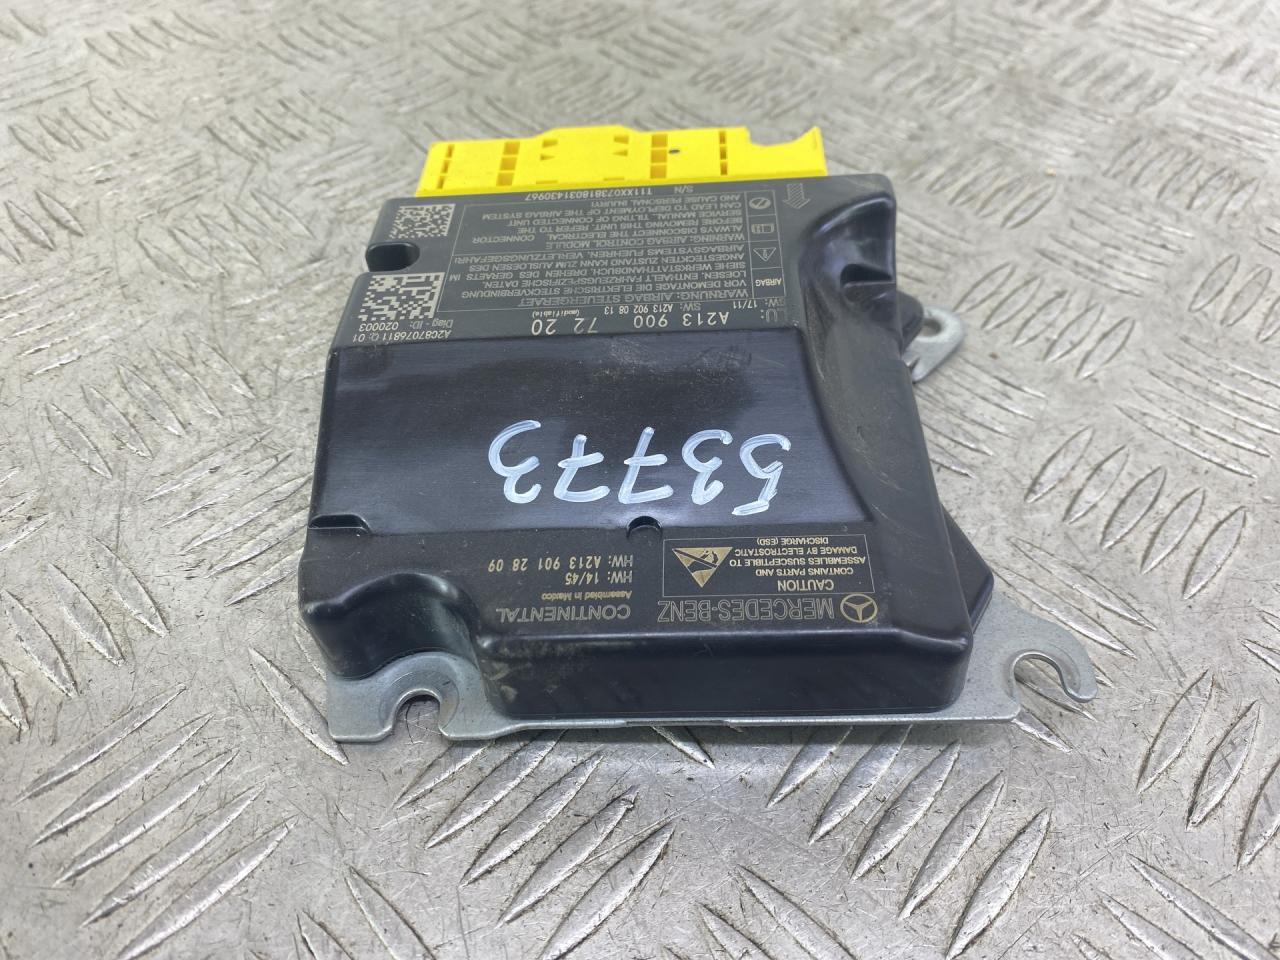 MERCEDES-BENZ
CONTINENTAL
Assembled in Mexico
CAUTION
CONTAINS PARTS AND
ASSEMBLIES SUSCEPTIBLE TO
DAMAGE BY ELECTROSTATIC
DISCHARGE (ESD)
HW: 14/45
HW: A213 901 28 09
53773
A213 900 72 20
SW: 17/11 SW: A213 902 08 13 (modifiable)
A2C87076811 Q: 01
Diag - ID: 020003
AIRBAG
WARNUNG: AIRBAG STEUERGERAET
VOR DEMONTAGE DIE ELEKTRISCHE STECKVERBINDUNG
LOESEN. ENTHAELT FAHRZEUGSPEZIFISCHE DATEN.
SIEHE WERKSTATTHANDBUCH. DREHEN DES GERAETS IM
ANGESTECKTEN ZUSTAND KANN ZUM AUSLOESEN DES
AIRBAGSYSTEMS FUEHREN. VERLETZUNGSGEFAHR!
WARNING: AIRBAG CONTROL MODULE
ALWAYS DISCONNECT THE ELECTRICAL CONNECTOR
BEFORE REMOVING THIS UNIT. REFER TO THE
SERVICE MANUAL. TILTING OF CONNECTED UNIT
CAN LEAD TO DEPLOYMENT OF THE AIRBAG SYSTEM
AND CAUSE PERSONAL INJURY!
S/N T11XX073818031430967